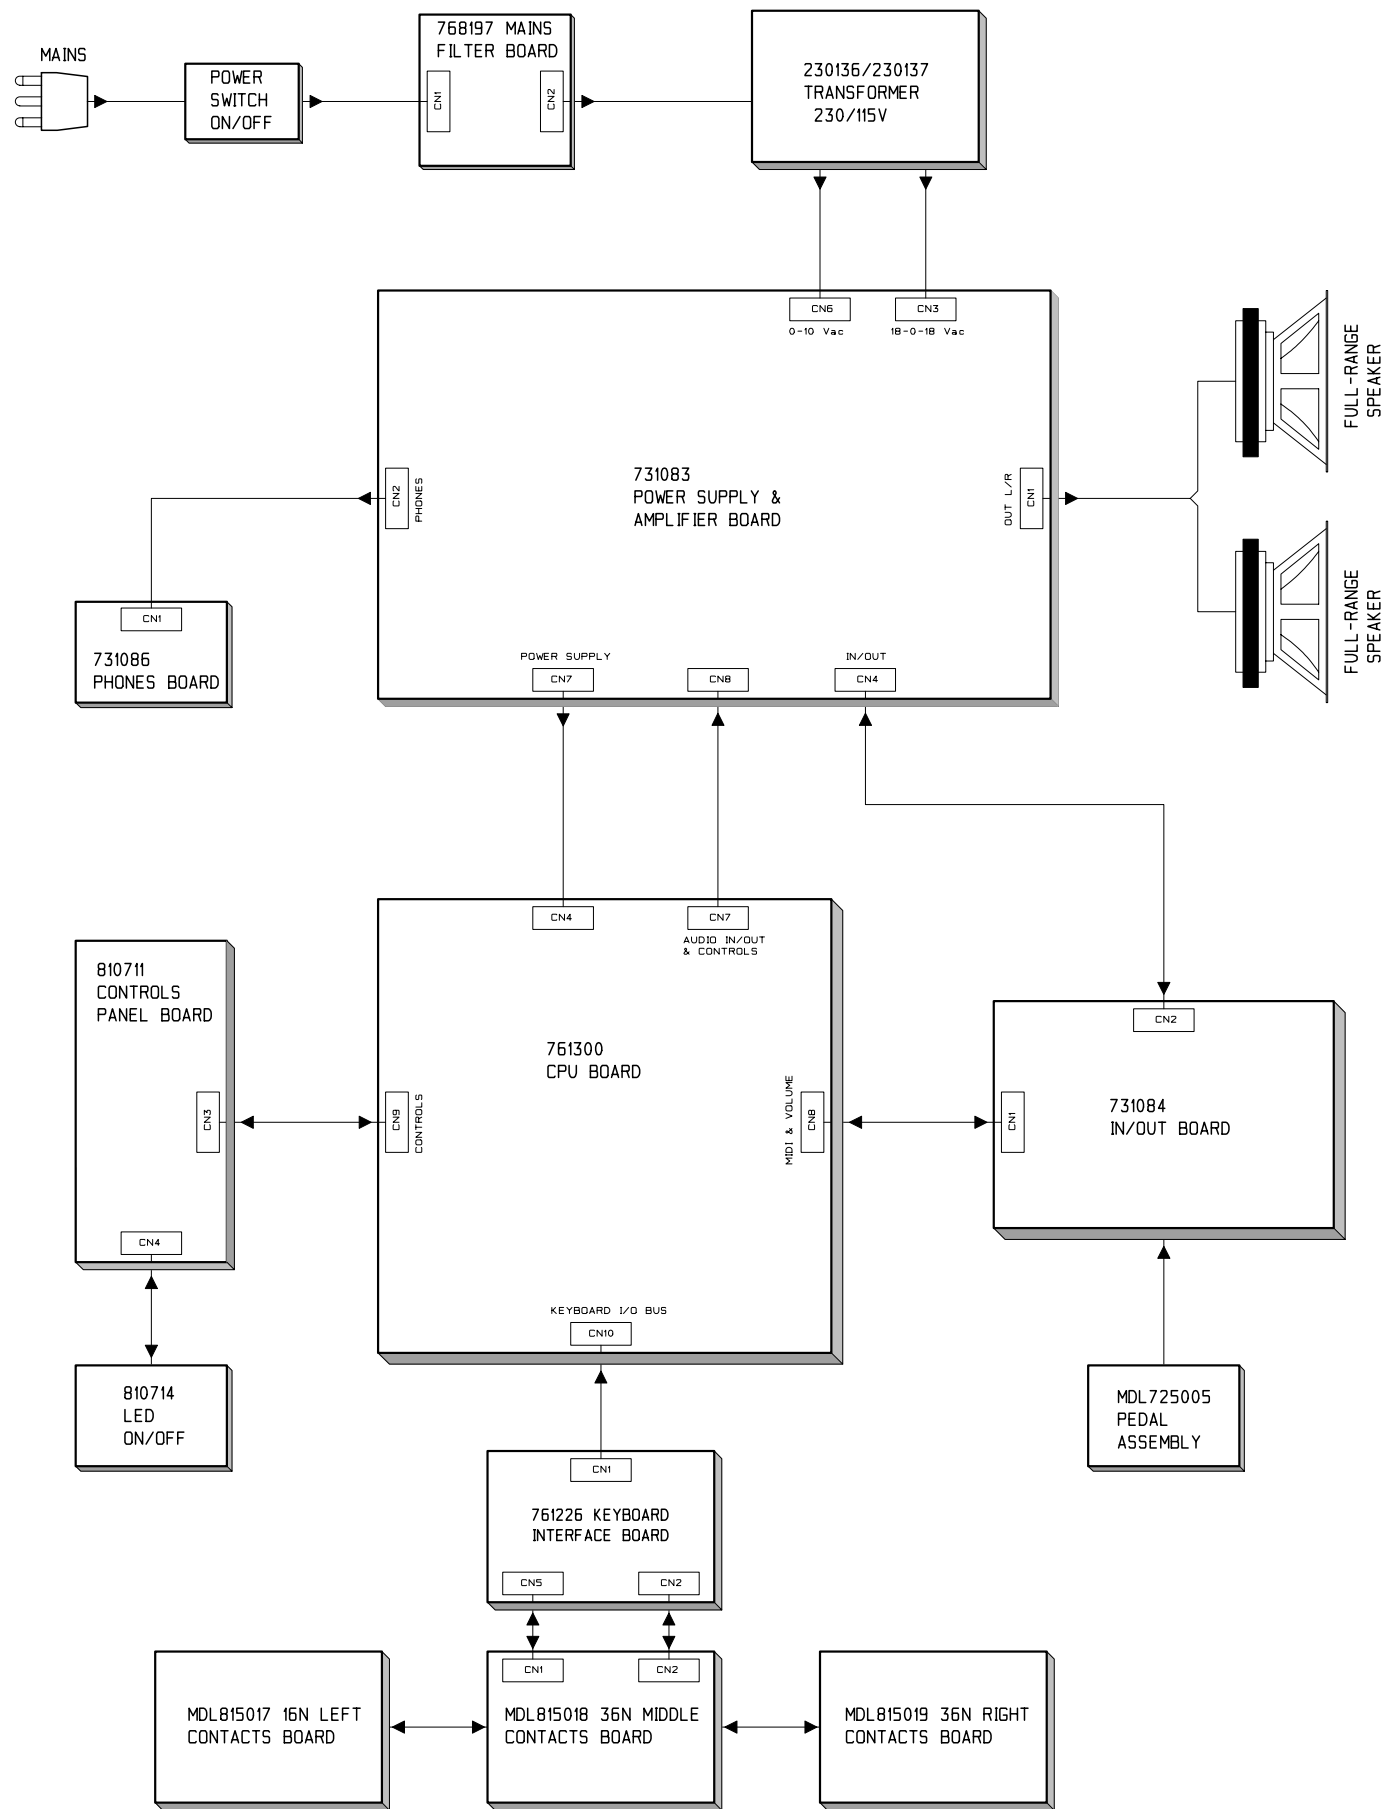 MAINS
POWER
SWITCH
ON/OFF
768197 MAINS
FILTER BOARD
CN1
CN2
230136/230137
TRANSFORMER
230/115V
CN6
0-10 Vac
CN3
18-0-18 Vac
FULL-RANGE
SPEAKER
CN2
PHONES
731083
POWER SUPPLY &
AMPLIFIER BOARD
OUT L/R
CN1
FULL-RANGE
SPEAKER
CN1
731086
PHONES BOARD
POWER SUPPLY
CN7
CN8
IN/OUT
CN4
CN4
CN7
AUDIO IN/OUT
& CONTROLS
810711
CONTROLS
PANEL BOARD
CN3
CN4
CN9
CONTROLS
761300
CPU BOARD
MIDI & VOLUME
CN8
CN2
CN1
731084
IN/OUT BOARD
KEYBOARD I/O BUS
CN10
810714
LED
ON/OFF
MDL725005
PEDAL
ASSEMBLY
CN1
761226 KEYBOARD
INTERFACE BOARD
CN5
CN2
MDL815017 16N LEFT
CONTACTS BOARD
CN1
CN2
MDL815018 36N MIDDLE
CONTACTS BOARD
MDL815019 36N RIGHT
CONTACTS BOARD